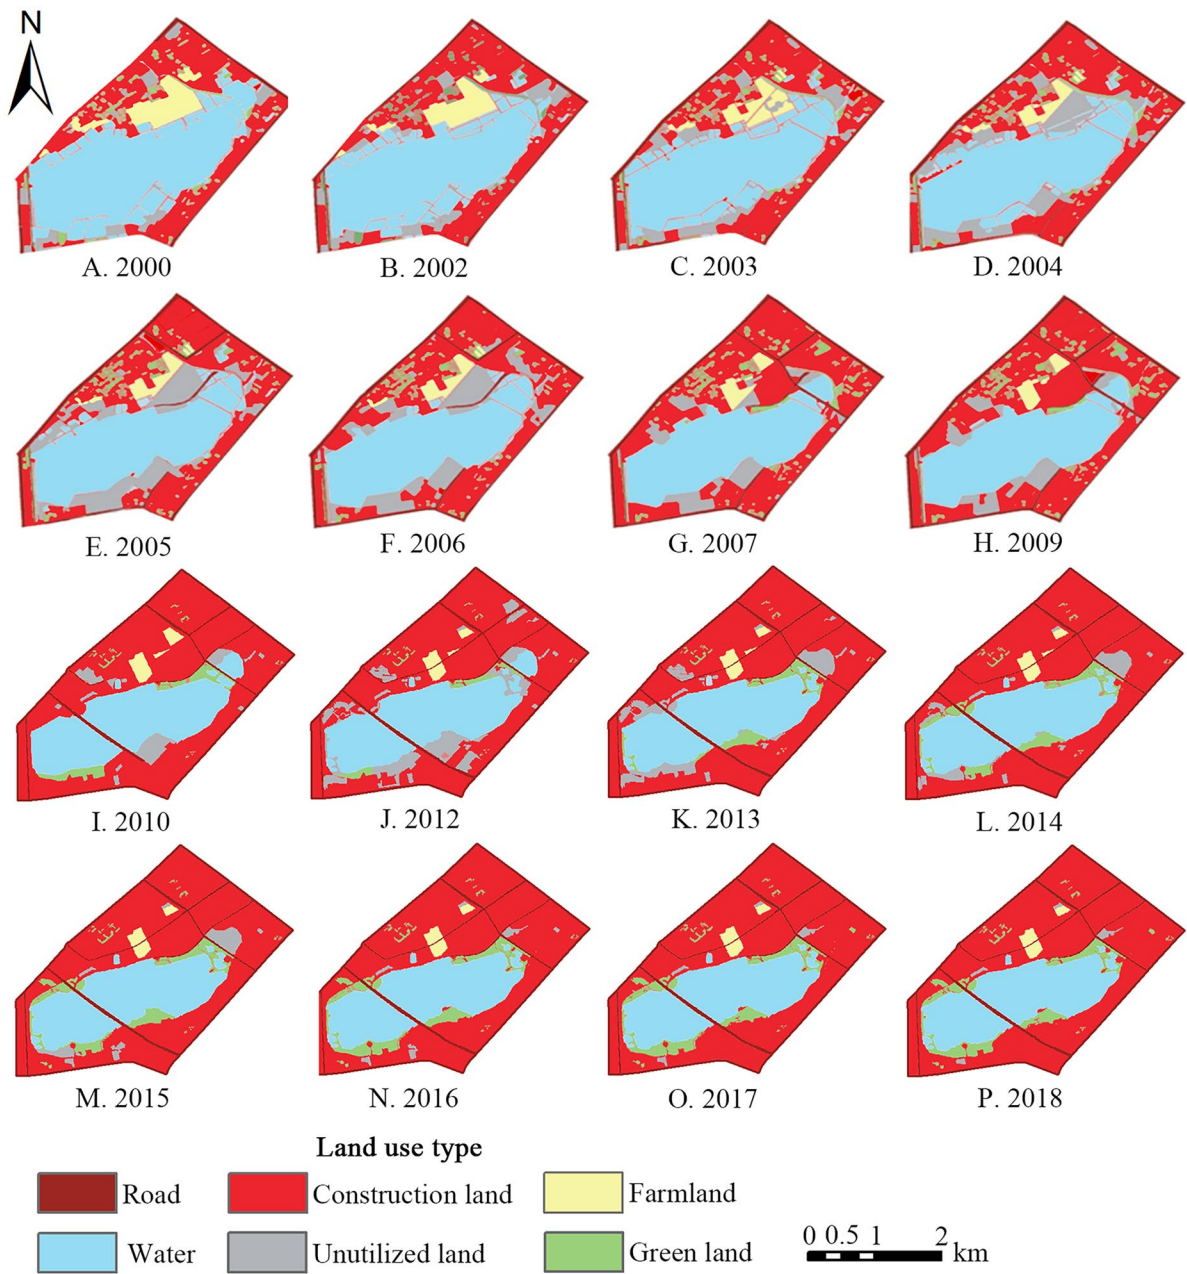 N
A. 2000
B. 2002
C. 2003
D. 2004
E. 2005
F. 2006
G. 2007
H. 2009
I. 2010
J. 2012
K. 2013
L. 2014
M. 2015
N. 2016
O. 2017
P. 2018
Land use type
Road
Construction land
Farmland
Water
Unutilized land
Green land
0 0.5 1 2
km